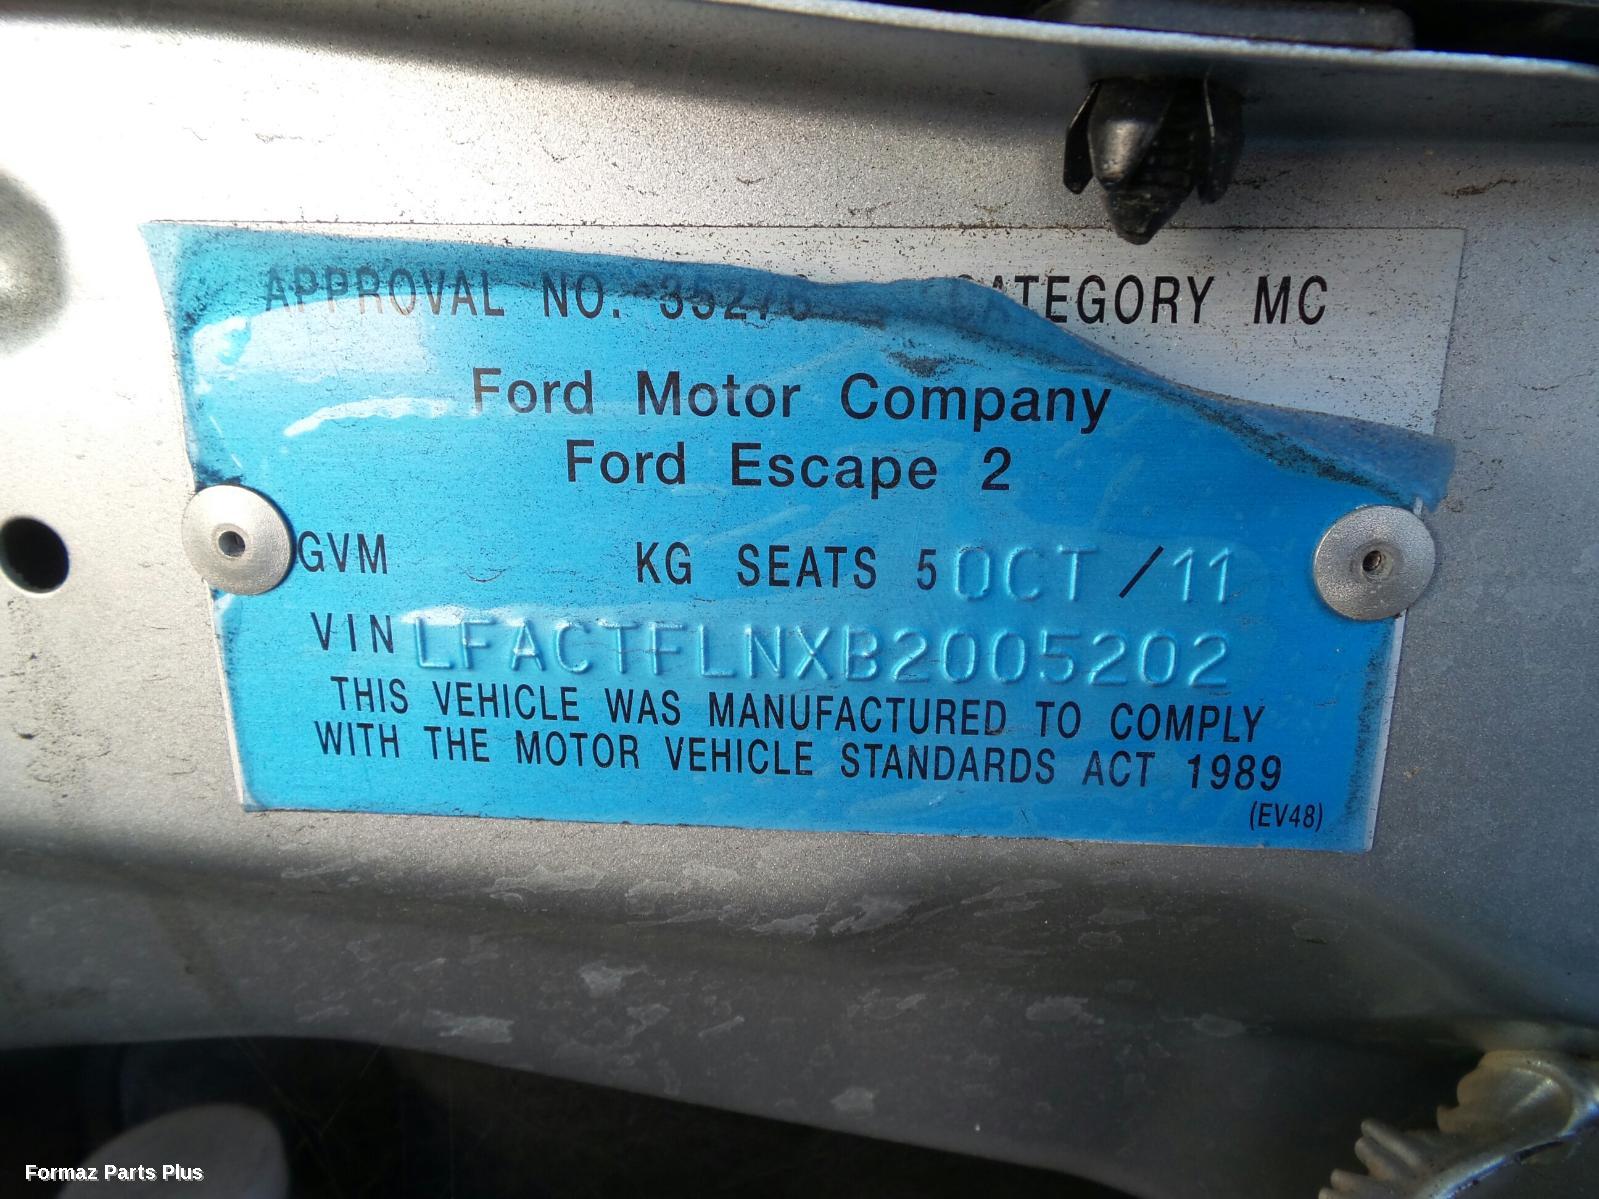 APPROVAL NO. 35276 CATEGORY MC
Ford Motor Company
Ford Escape 2
GVM KG SEATS 5 OCT /11
VIN LFACTFLNXB2005202
THIS VEHICLE WAS MANUFACTURED TO COMPLY
WITH THE MOTOR VEHICLE STANDARDS ACT 1989
(EV48)
Formaz Parts Plus